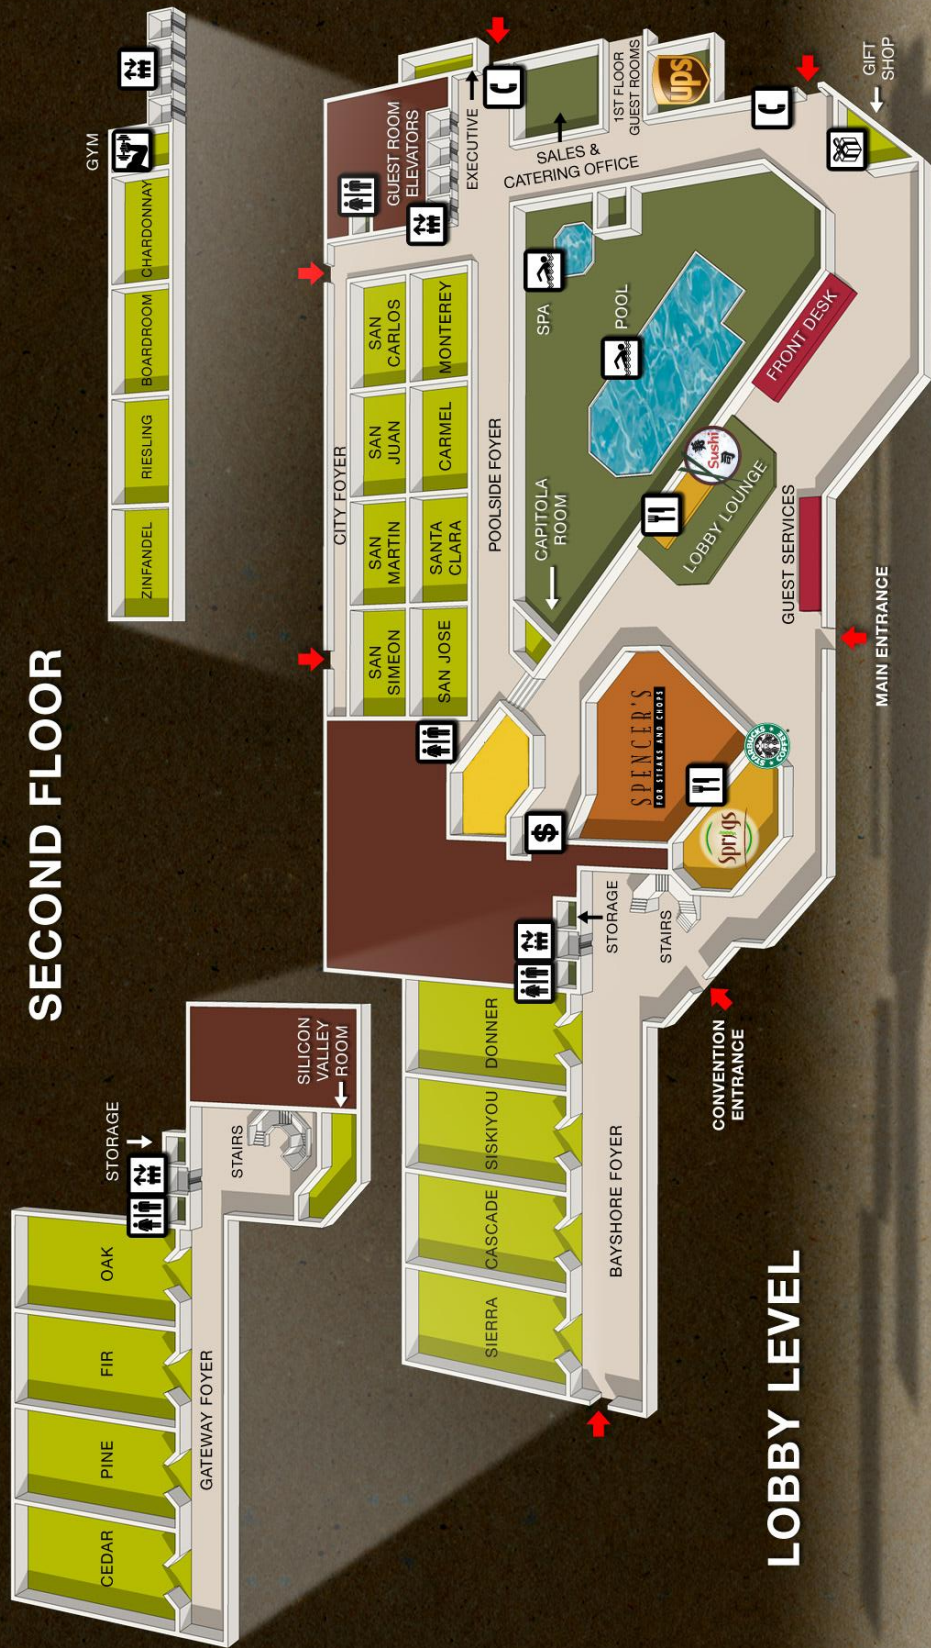 SECOND FLOOR
CEDAR
PINE
FIR
OAK
GATEWAY FOYER
STORAGE
STAIRS
SILICON
VALLEY
ROOM
ZINFANDEL
RIESLING
BOARDROOM
CHARDONNAY
GYM
LOBBY LEVEL
SIERRA
CASCADE
SISKIYOU
DONNER
BAYSHORE FOYER
CONVENTION
ENTRANCE
STORAGE
STAIRS
$
CITY FOYER
SAN
SIMEON
SAN
MARTIN
SAN
JUAN
SAN
CARLOS
SAN JOSE
SANTA
CLARA
CARMEL
MONTEREY
POOLSIDE FOYER
GUEST ROOM
ELEVATORS
EXECUTIVE
SALES &
CATERING OFFICE
1ST FLOOR
GUEST ROOMS
ups
GIFT
SHOP
SPA
POOL
CAPITOLA
ROOM
Sushi
寿
司
LOBBY LOUNGE
FRONT DESK
GUEST SERVICES
MAIN ENTRANCE
SPENCER'S
FOR STEAKS AND CHOPS
sprigs
STARBUCKS
COFFEE